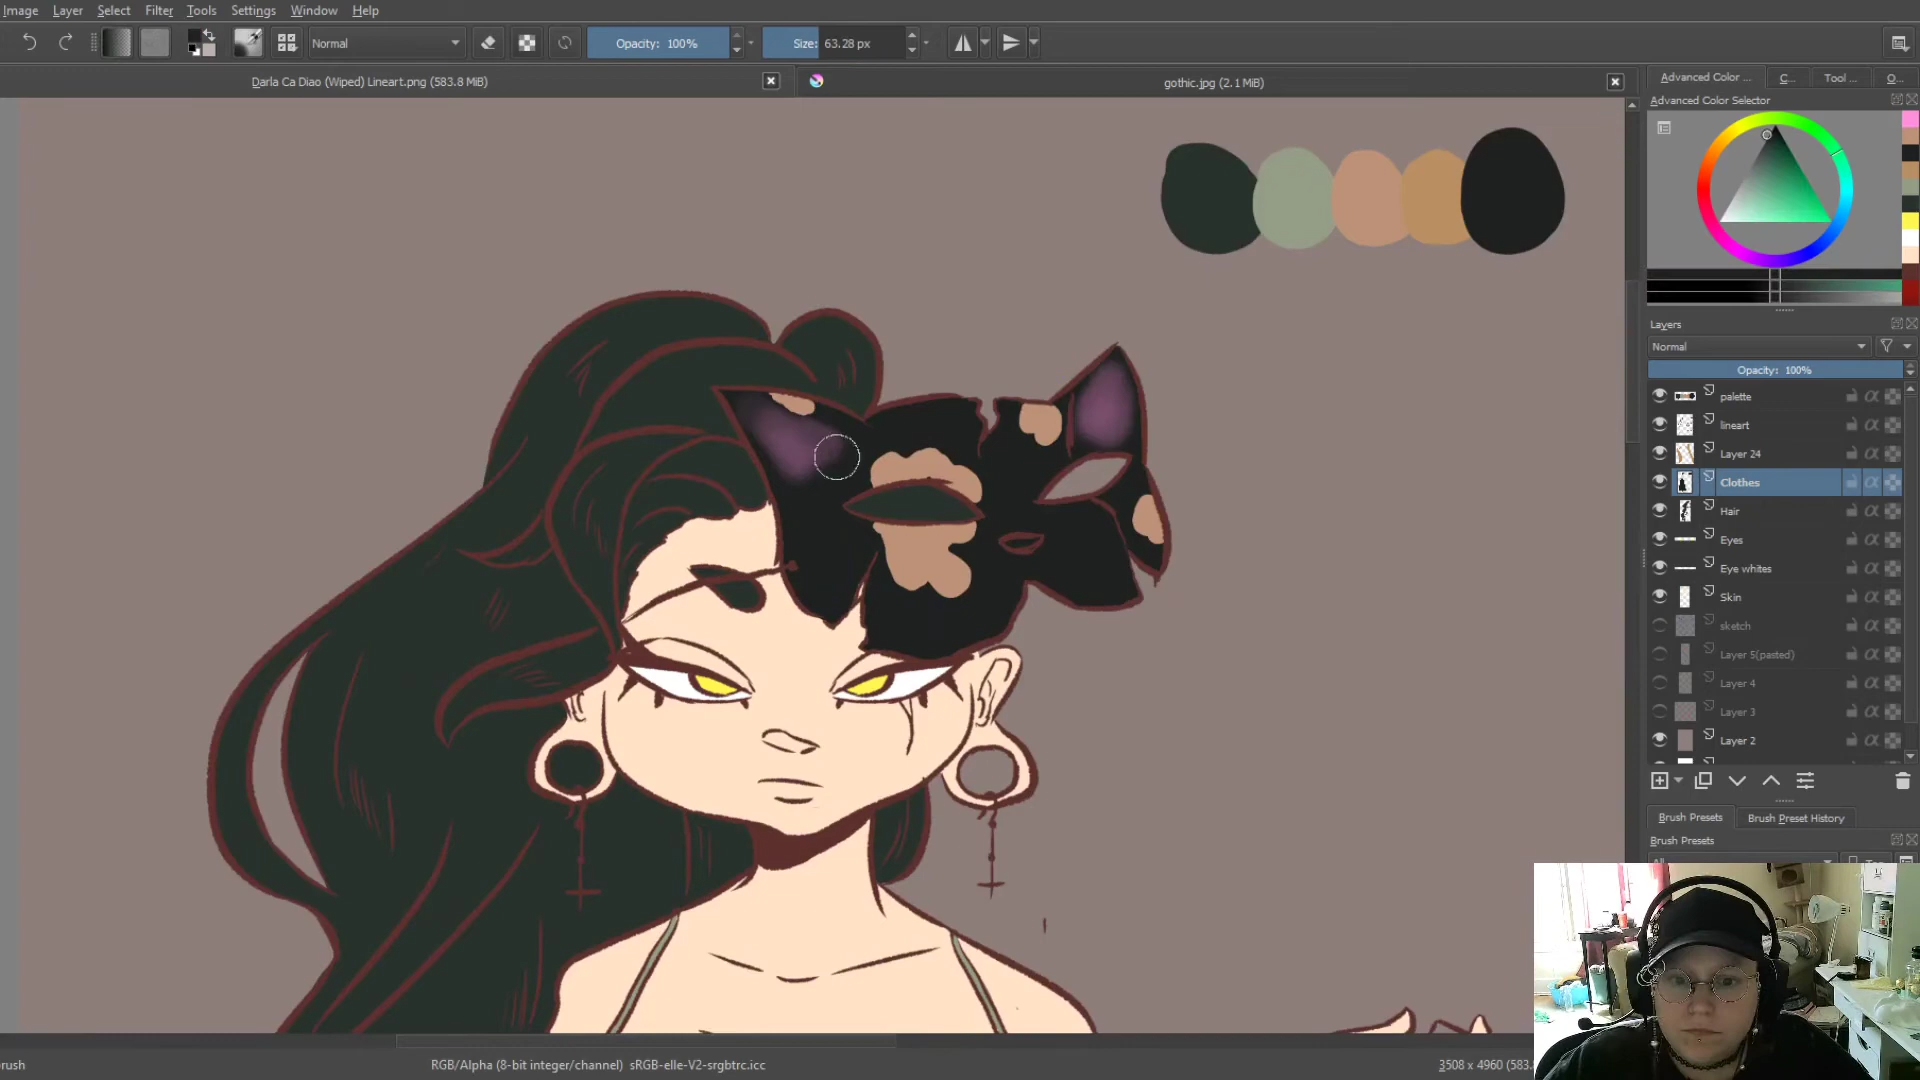 Image Layer Select Filter Tools Settings Window Help
Normal Opacity: 100% Size: 63.28 px
Darla Ca Diao (Wiped) Lineart.png (583.8 MiB)
gothic.jpg (2.1 MiB)
Advanced Color ... C... Tool ... O...
Advanced Color Selector
Layers
Normal
Opacity: 100%
palette
lineart
Layer 24
Clothes
Hair
Eyes
Eye whites
Skin
sketch
Layer 5(pasted)
Layer 4
Layer 3
Layer 2
Brush Presets Brush Preset History
Brush Presets
rush
RGB/Alpha (8-bit integer/channel) sRGB-elle-V2-srgbtrc.icc
3508 x 4960 (583.